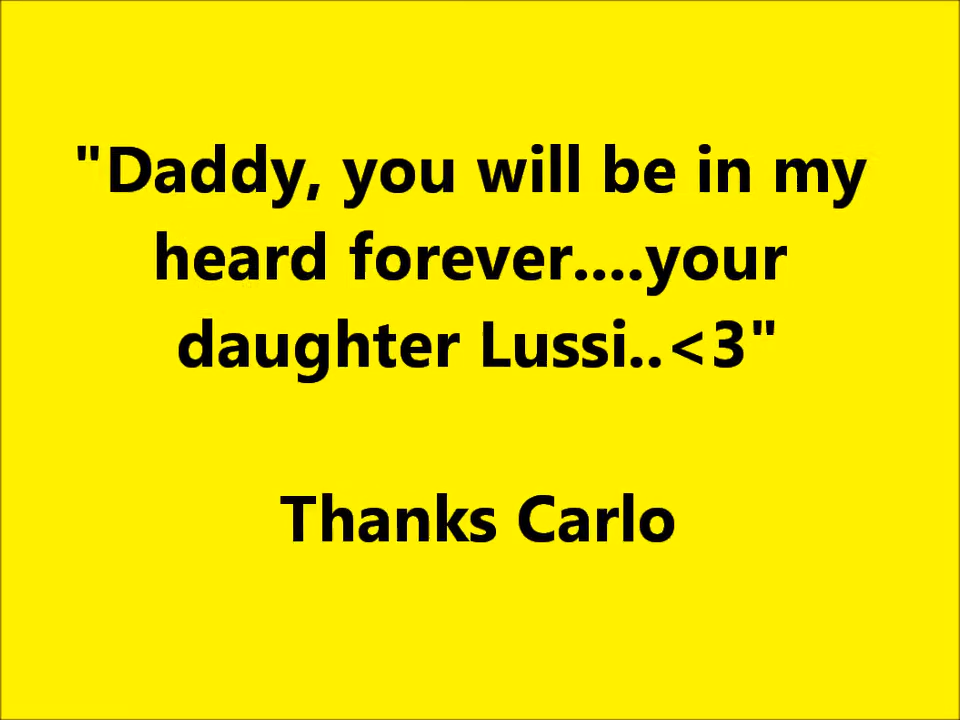 "Daddy, you will be in my
heard forever....your
daughter Lussi..<3"
Thanks Carlo